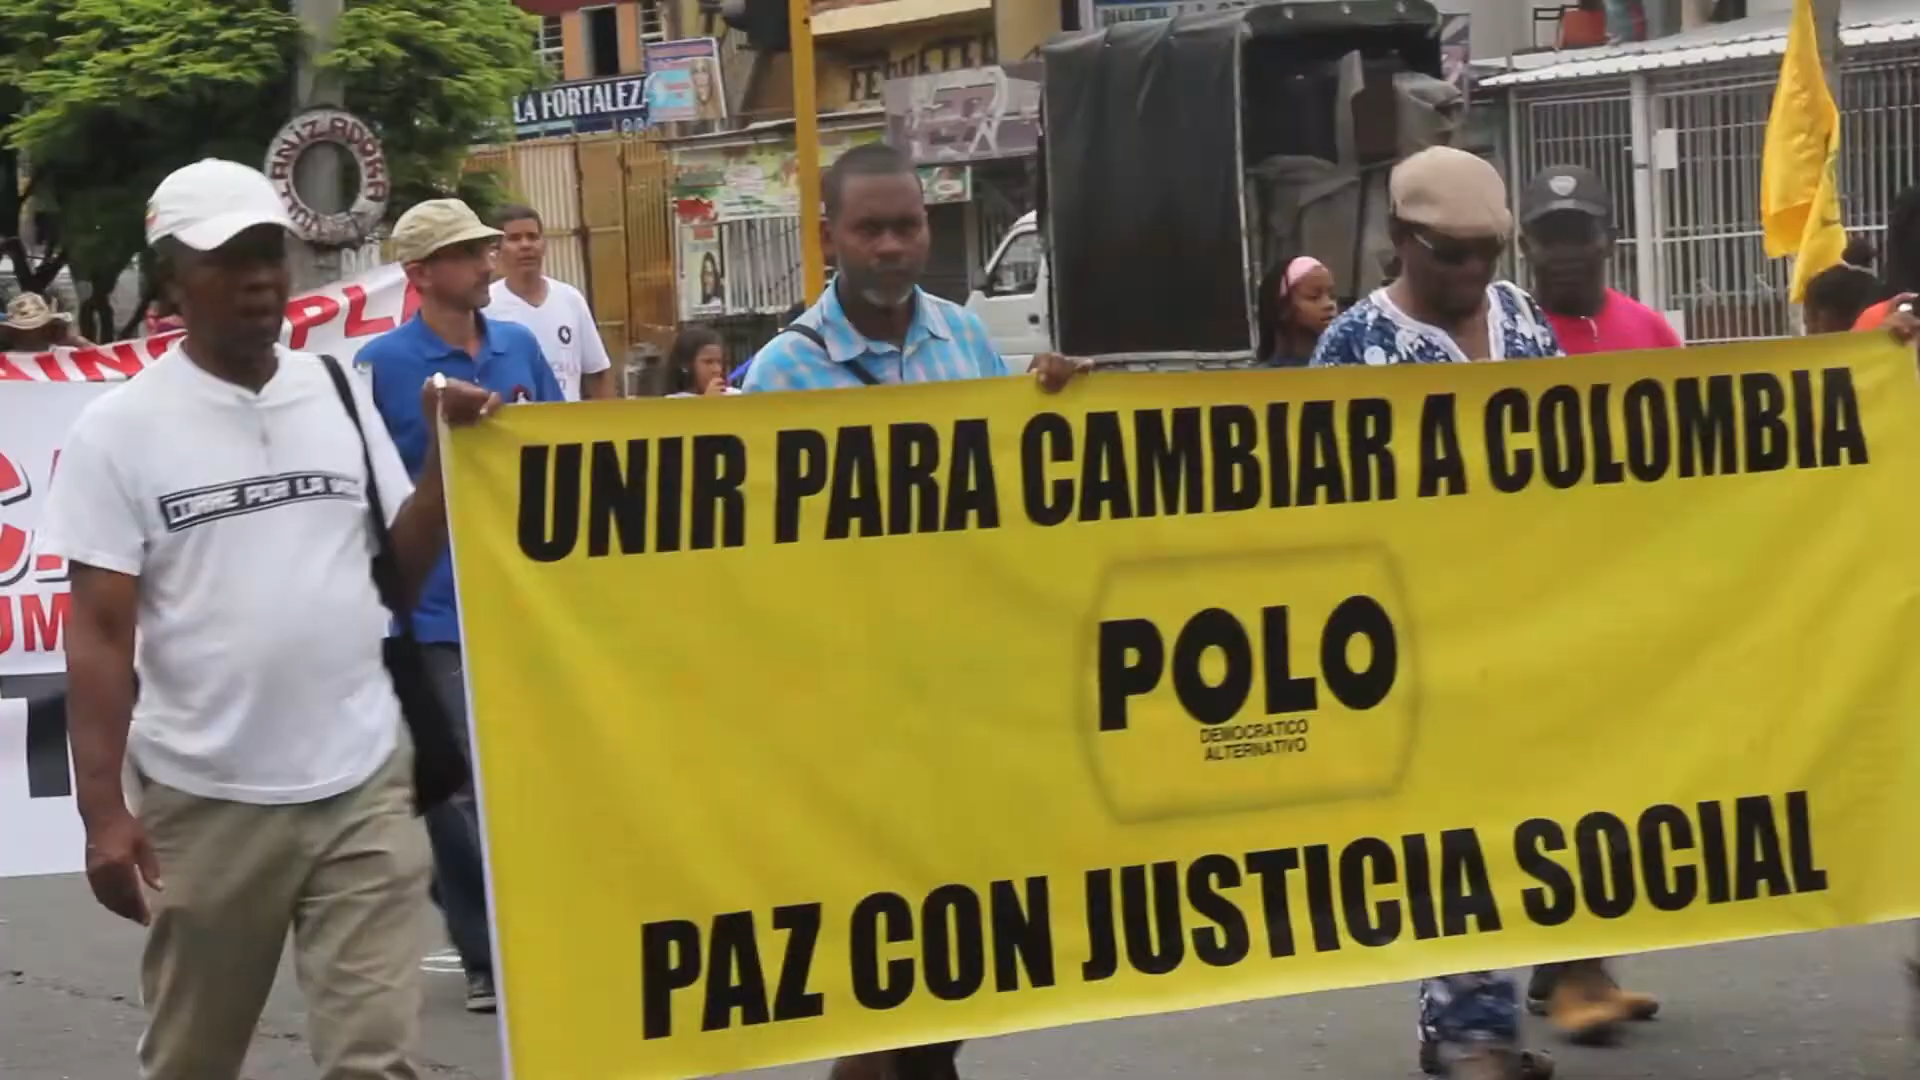 LA FORTALEZA
UNIR PARA CAMBIAR A COLOMBIA
POLO
DEMOCRATICO
ALTERNATIVO
PAZ CON JUSTICIA SOCIAL